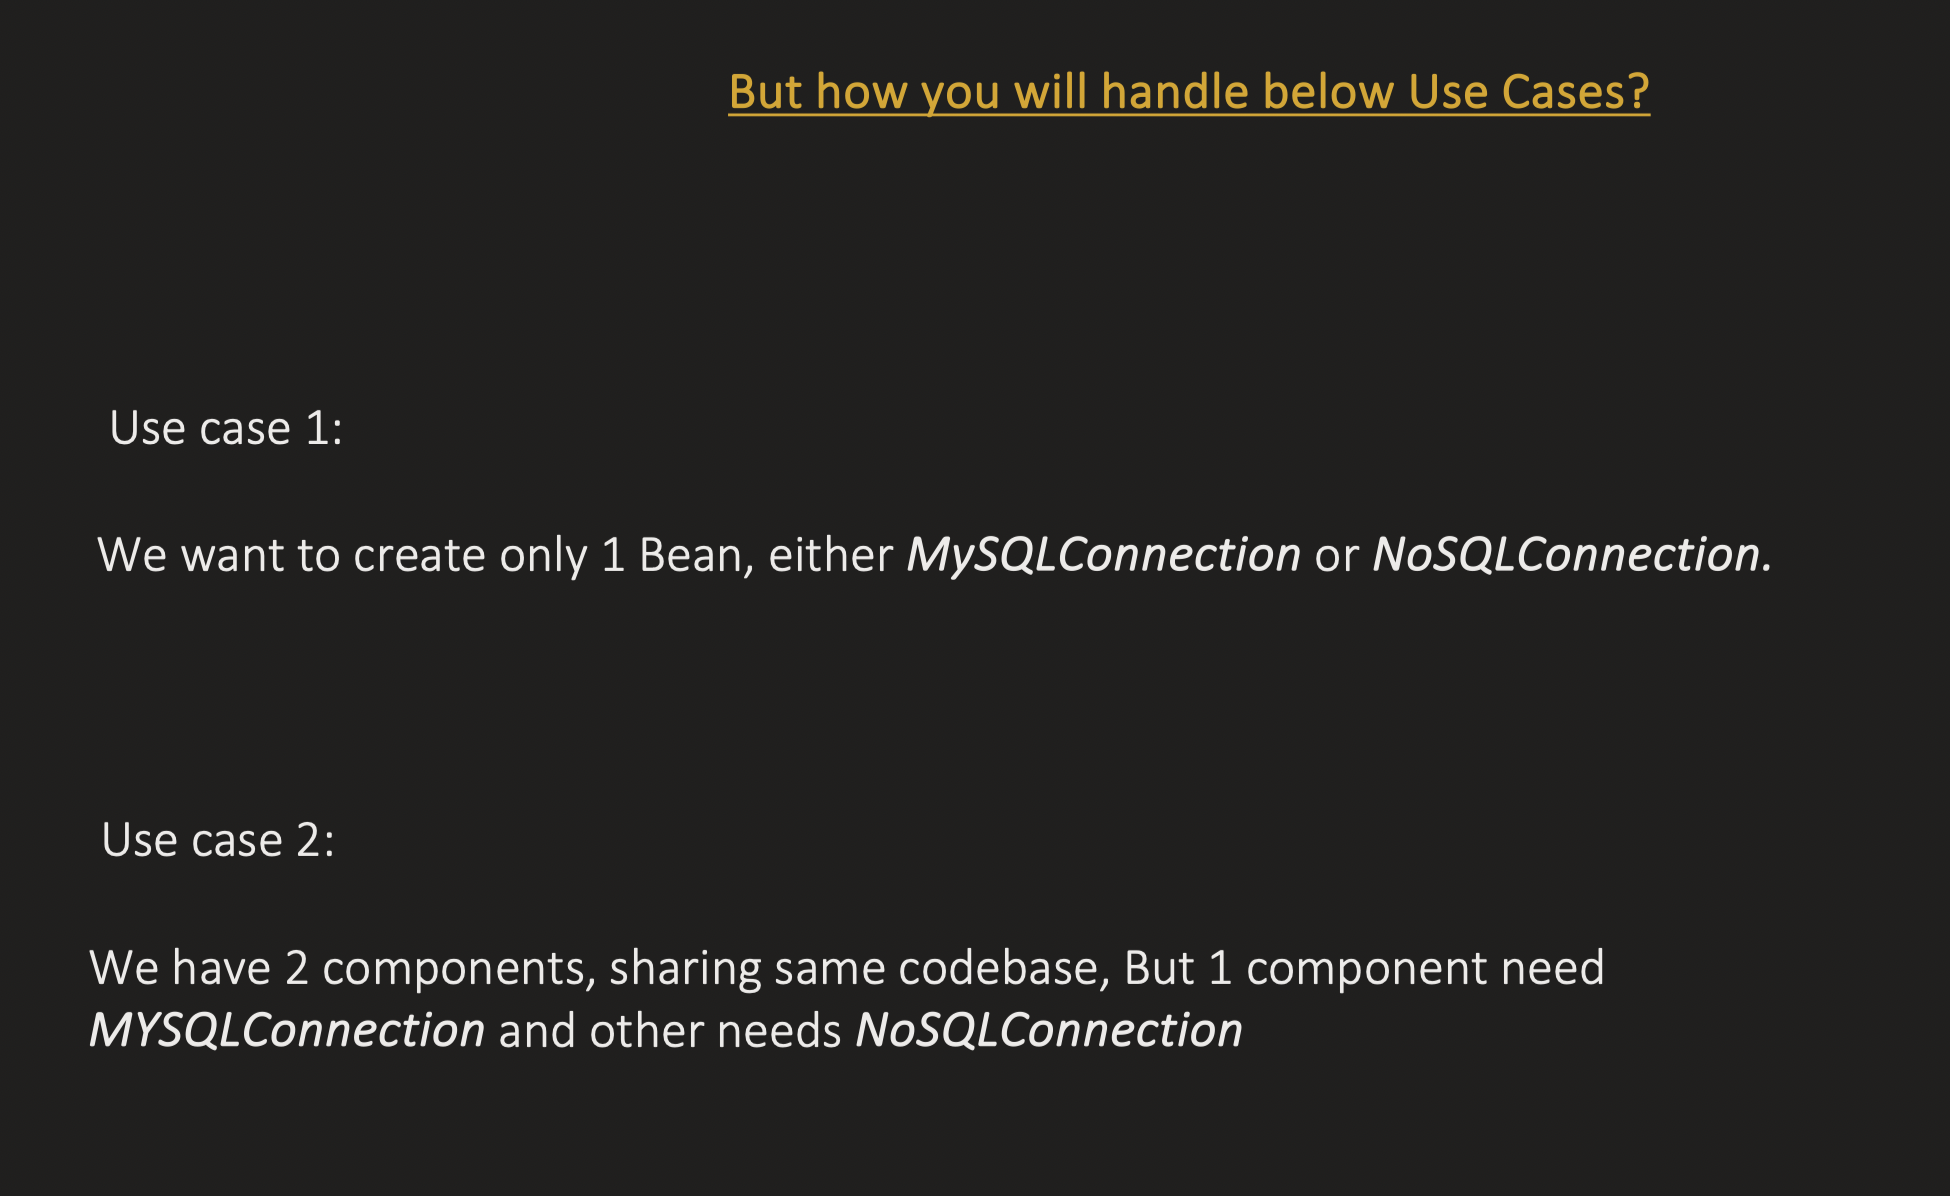 But how you will handle below Use Cases?
Use case 1:
We want to create only 1 Bean, either MySQLConnection or NoSQLConnection.
Use case 2:
We have 2 components, sharing same codebase, But 1 component need
MYSQLConnection and other needs NoSQLConnection